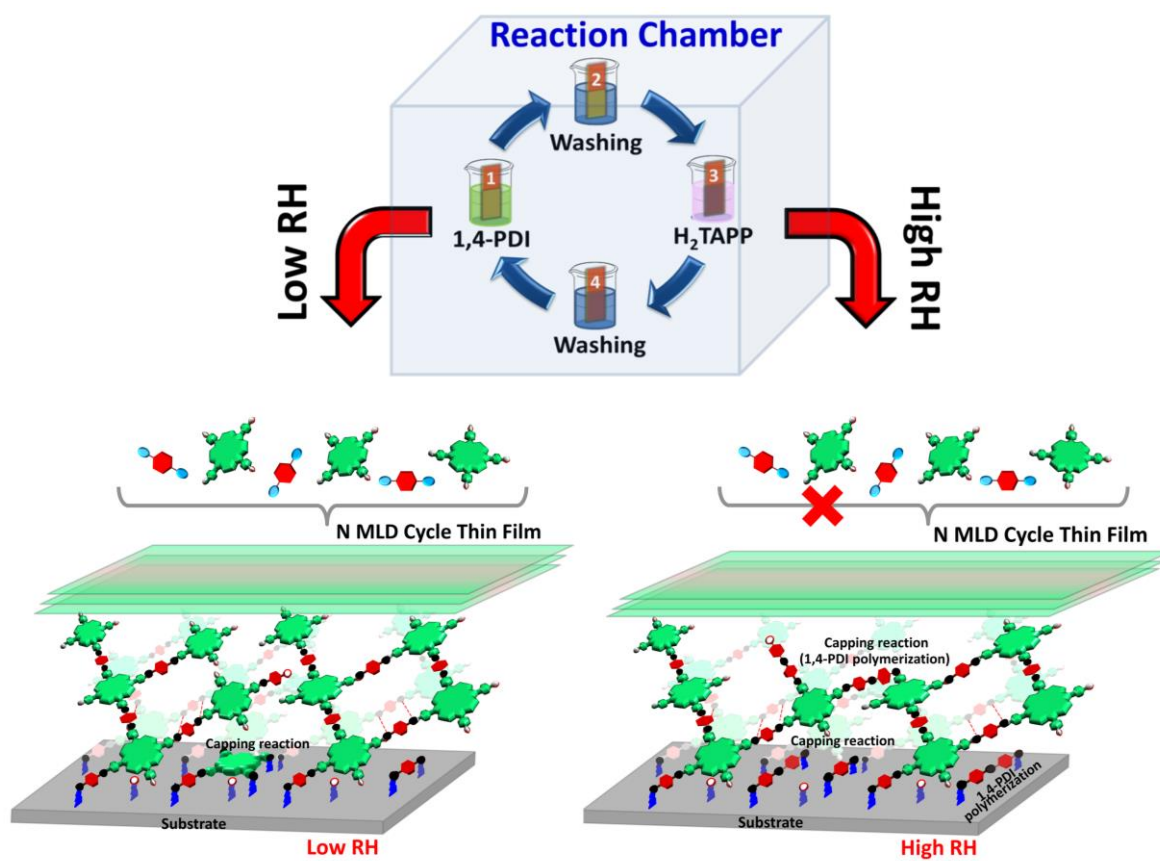 Reaction Chamber
2
Washing
1
1,4-PDI
3
H₂TAPP
4
Washing
Low RH
High RH
N MLD Cycle Thin Film
Capping reaction
Substrate
Low RH
N MLD Cycle Thin Film
Capping reaction
(1,4-PDI polymerization)
Capping reaction
1,4-PDI
polymerization
Substrate
High RH